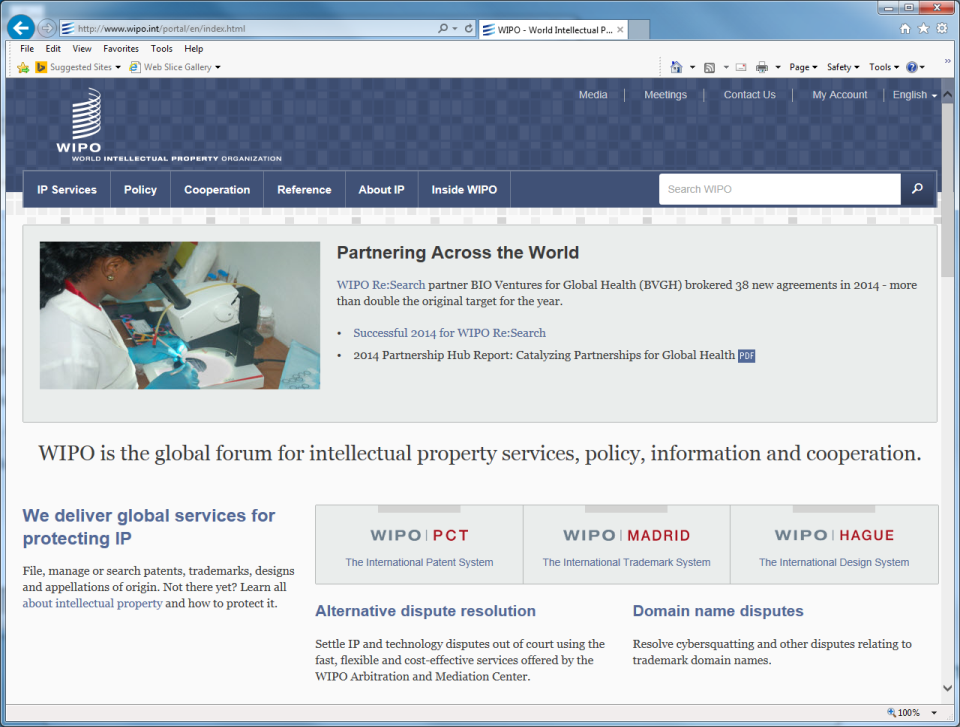 http://www.wipo.int/portal/en/index.html
WIPO - World Intellectual P...
File Edit View Favorites Tools Help
Suggested Sites Web Slice Gallery
Page Safety Tools
Media Meetings Contact Us My Account English
WIPO
WORLD INTELLECTUAL PROPERTY ORGANIZATION
IP Services Policy Cooperation Reference About IP Inside WIPO Search WIPO
Partnering Across the World
WIPO Re:Search partner BIO Ventures for Global Health (BVGH) brokered 38 new agreements in 2014 - more
than double the original target for the year.
• Successful 2014 for WIPO Re:Search
• 2014 Partnership Hub Report: Catalyzing Partnerships for Global Health PDF
WIPO is the global forum for intellectual property services, policy, information and cooperation.
We deliver global services for
protecting IP
File, manage or search patents, trademarks, designs
and appellations of origin. Not there yet? Learn all
about intellectual property and how to protect it.
WIPO | PCT
The International Patent System
WIPO | MADRID
The International Trademark System
WIPO | HAGUE
The International Design System
Alternative dispute resolution
Settle IP and technology disputes out of court using the
fast, flexible and cost-effective services offered by the
WIPO Arbitration and Mediation Center.
Domain name disputes
Resolve cybersquatting and other disputes relating to
trademark domain names.
100%